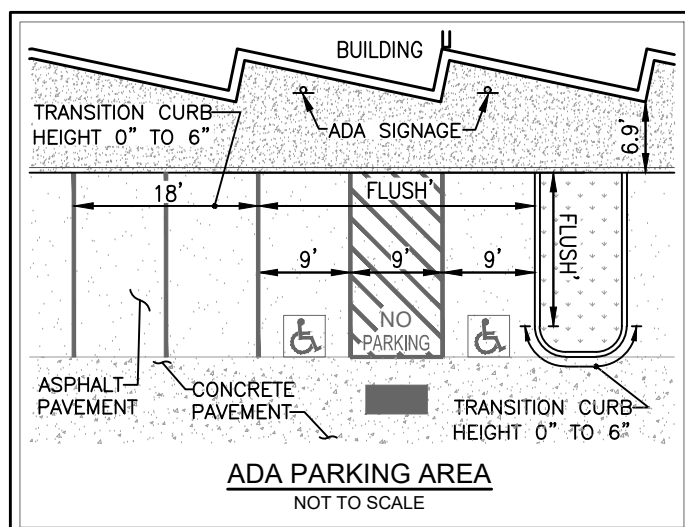 BUILDING
TRANSITION CURB
HEIGHT 0" TO 6"
ADA SIGNAGE
6.9'
18'
FLUSH'
FLUSH'
9'
9'
9'
NO
PARKING
ASPHALT
PAVEMENT
CONCRETE
PAVEMENT
TRANSITION CURB
HEIGHT 0" TO 6"
ADA PARKING AREA
NOT TO SCALE